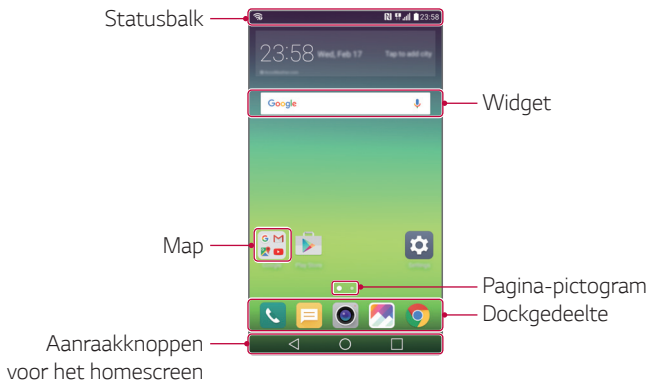 Statusbalk
23:58
23:58 Wed, Feb 17 Tap to add city
Google
Widget
Map
Pagina-pictogram
Dockgedeelte
Aanraakknoppen
voor het homescreen